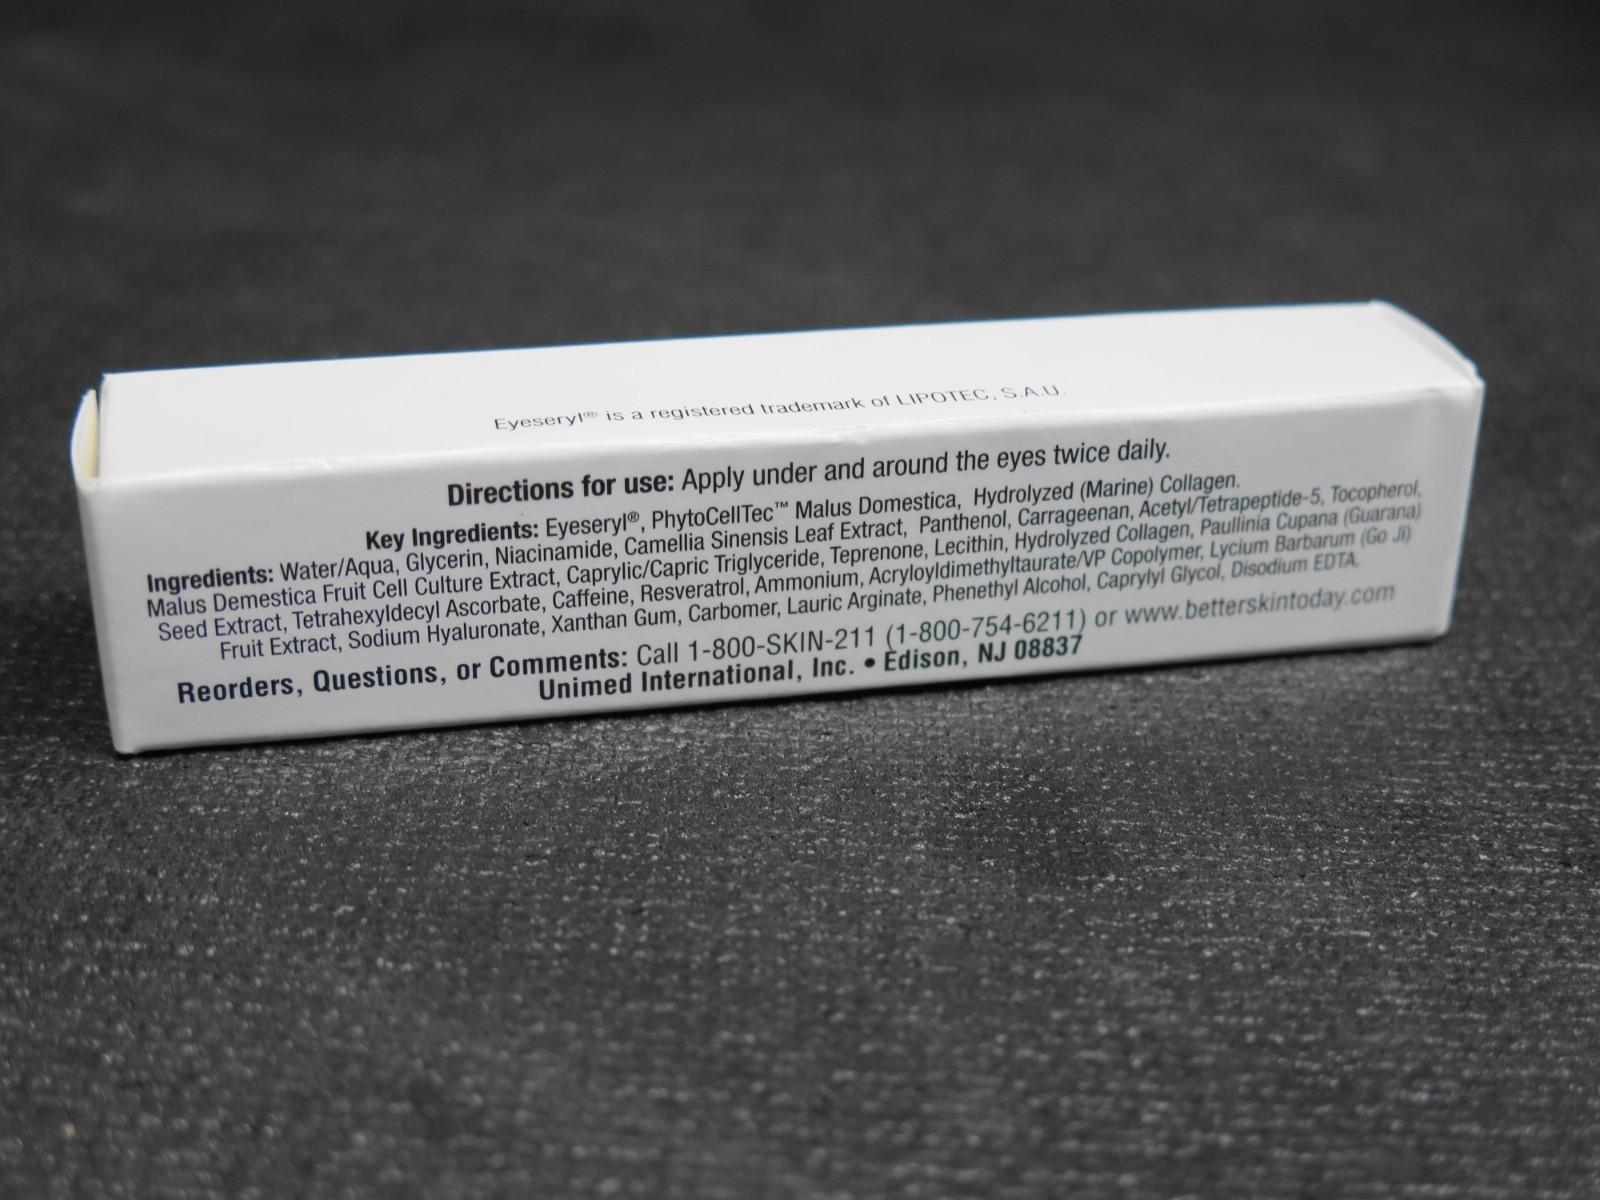 Eyeseryl® is a registered trademark of LIPOTEC, S.A.U.
Directions for use: Apply under and around the eyes twice daily.
Key Ingredients: Eyeseryl®, PhytoCellTec™ Malus Domestica, Hydrolyzed (Marine) Collagen.
Ingredients: Water/Aqua, Glycerin, Niacinamide, Camellia Sinensis Leaf Extract, Panthenol, Carrageenan, Acetyl/Tetrapeptide-5, Tocopherol,
Malus Demestica Fruit Cell Culture Extract, Caprylic/Capric Triglyceride, Teprenone, Lecithin, Hydrolyzed Collagen, Paullinia Cupana (Guarana)
Seed Extract, Tetrahexyldecyl Ascorbate, Caffeine, Resveratrol, Ammonium, Acryloyldimethyltaurate/VP Copolymer, Lycium Barbarum (Go Ji)
Fruit Extract, Sodium Hyaluronate, Xanthan Gum, Carbomer, Lauric Arginate, Phenethyl Alcohol, Caprylyl Glycol, Disodium EDTA.
Reorders, Questions, or Comments: Call 1-800-SKIN-211 (1-800-754-6211) or www.betterskintoday.com
Unimed International, Inc. • Edison, NJ 08837